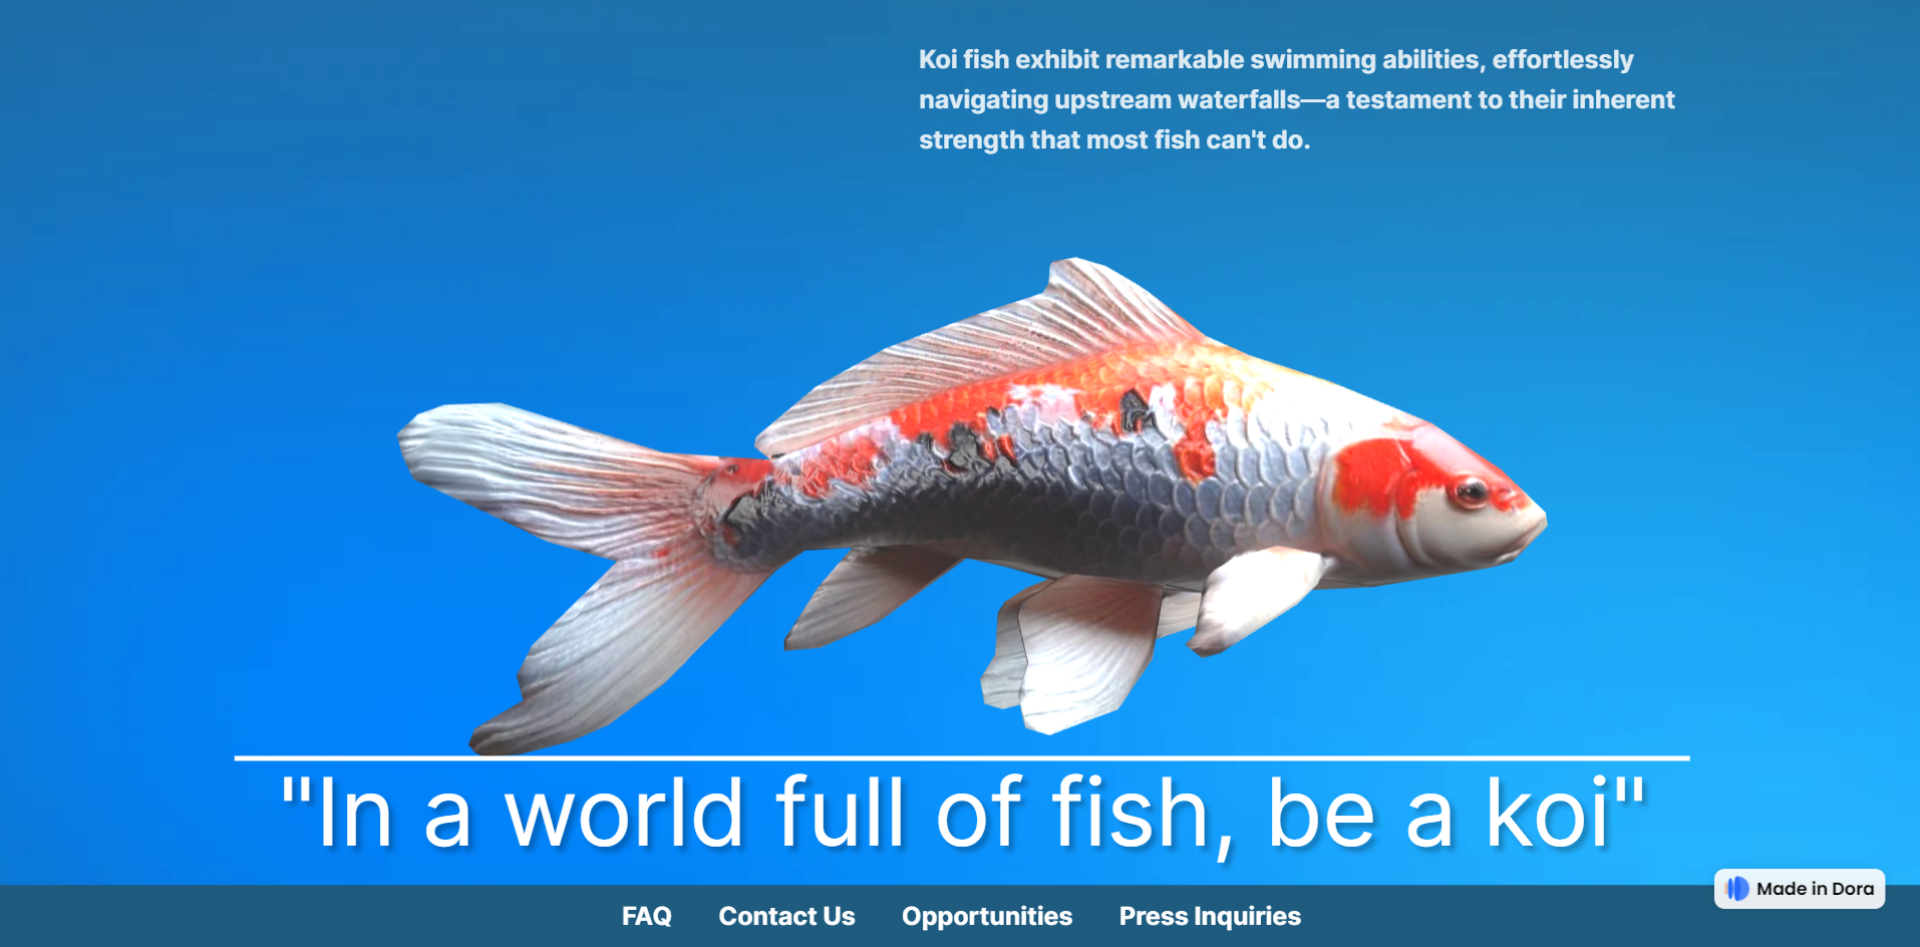 Koi fish exhibit remarkable swimming abilities, effortlessly
navigating upstream waterfalls—a testament to their inherent
strength that most fish can't do.
"In a world full of fish, be a koi"
Made in Dora
FAQ Contact Us Opportunities Press Inquiries